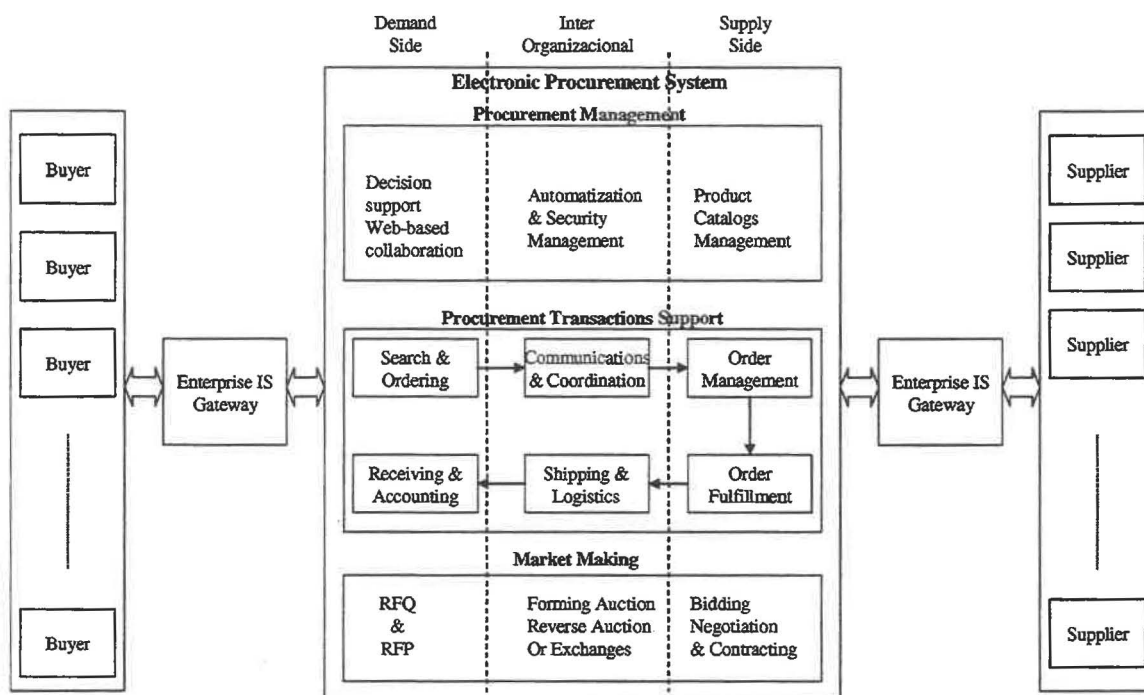 Demand
Side
Inter
Organizacional
Supply
Side
Electronic Procurement System
Procurement Management
Buyer
Buyer
Buyer
Buyer
Enterprise IS
Gateway
Decision
support
Web-based
collaboration
Automatization
& Security
Management
Product
Catalogs
Management
Procurement Transactions Support
Search &
Ordering
Communications
& Coordination
Order
Management
Receiving &
Accounting
Shipping &
Logistics
Order
Fulfillment
Market Making
RFQ
&
RFP
Forming Auction
Reverse Auction
Or Exchanges
Bidding
Negotiation
& Contracting
Enterprise IS
Gateway
Supplier
Supplier
Supplier
Supplier